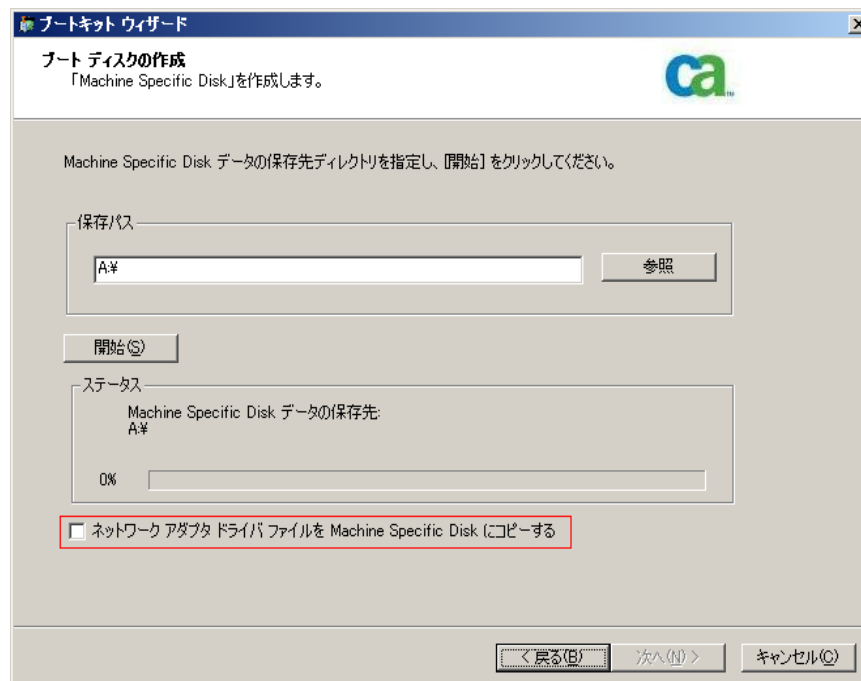 ブートキット ウィザード
ブート ディスクの作成
「Machine Specific Disk」を作成します。
ca
Machine Specific Disk データの保存先ディレクトリを指定し、[開始] をクリックしてください。
保存パス
A:¥
参照
開始(S)
ステータス
Machine Specific Disk データの保存先:
A:¥
0%
ネットワーク アダプタ ドライバ ファイルを Machine Specific Disk にコピーする
< 戻る(B)
次へ(N) >
キャンセル(C)